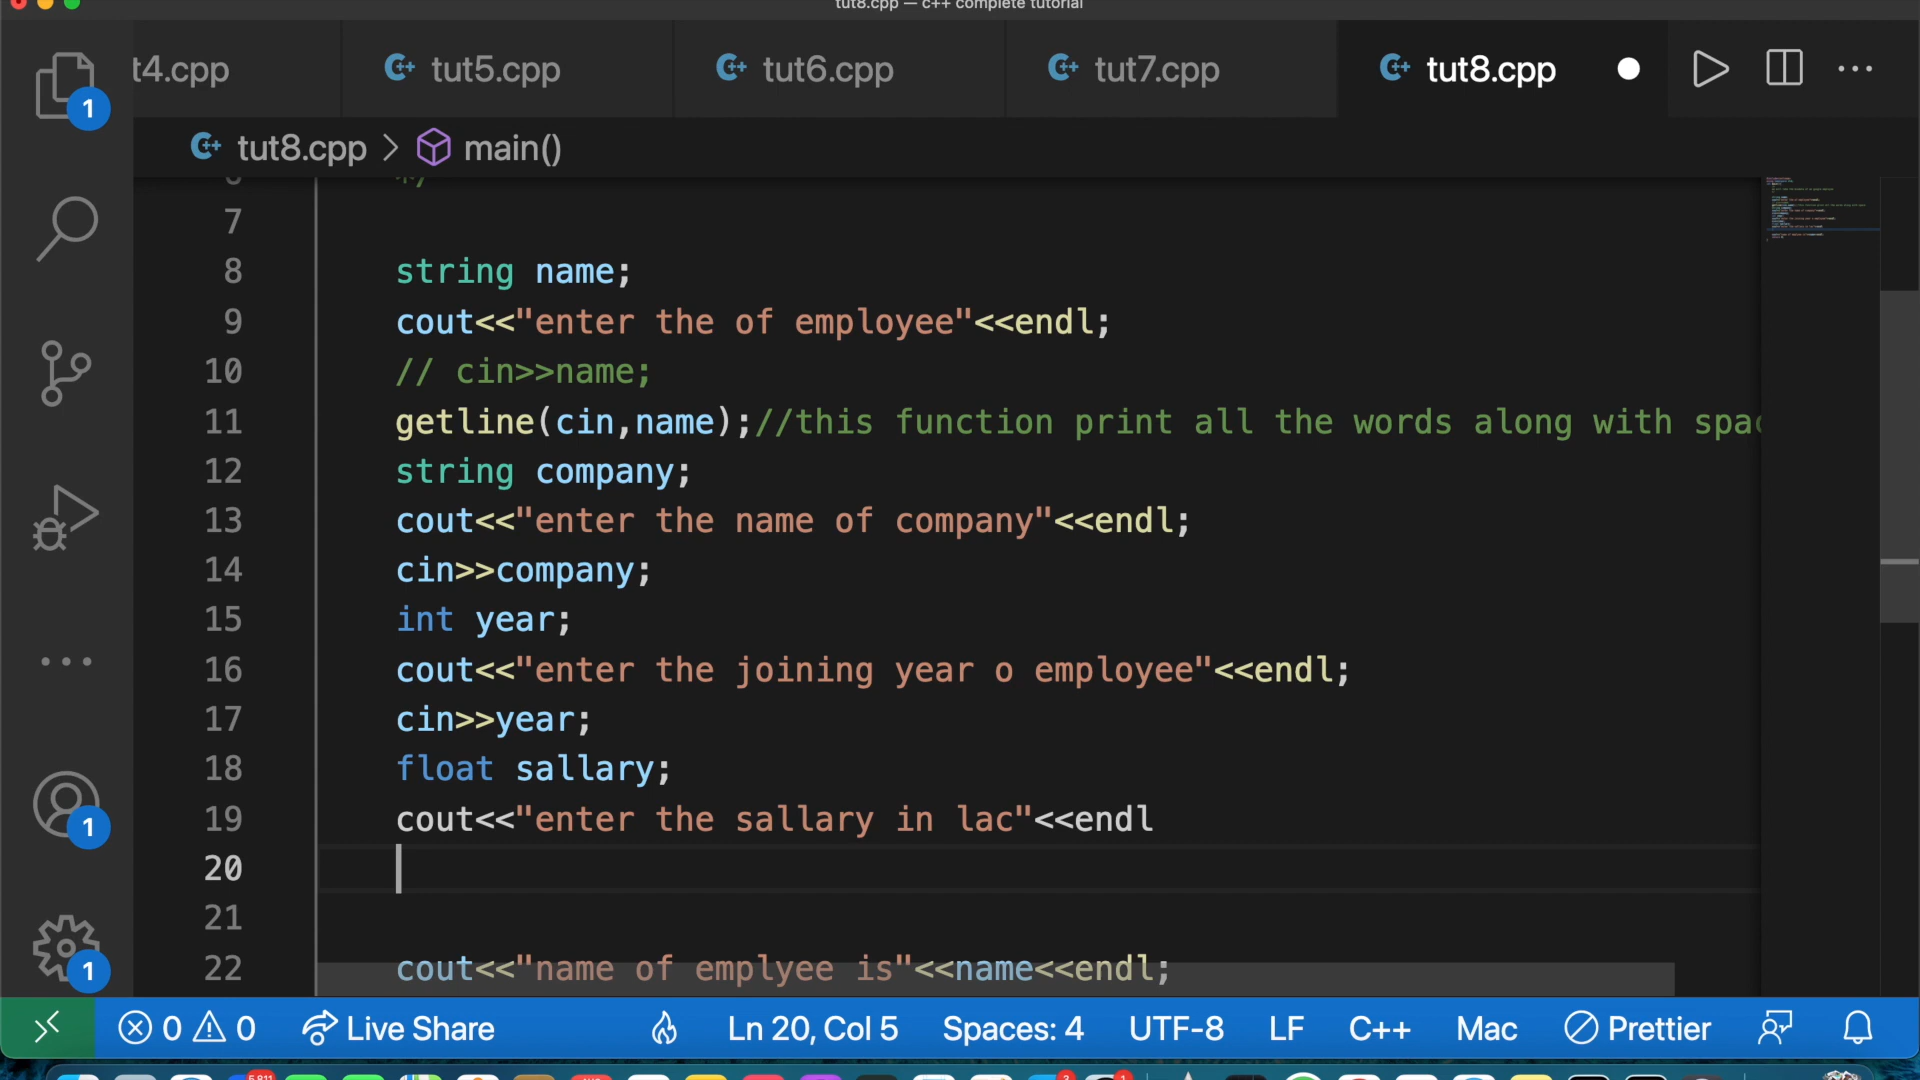 tut8.cpp — c++ complete tutorial
t4.cpp
tut5.cpp
tut6.cpp
tut7.cpp
tut8.cpp
1
tut8.cpp > main()
6 */
7
8 string name;
9 cout<<"enter the of employee"<<endl;
10 // cin>>name;
11 getline(cin,name);//this function print all the words along with spac
12 string company;
13 cout<<"enter the name of company"<<endl;
14 cin>>company;
15 int year;
16 cout<<"enter the joining year o employee"<<endl;
17 cin>>year;
18 float sallary;
19 cout<<"enter the sallary in lac"<<endl
20
21
22 cout<<"name of emplyee is"<<name<<endl;
1
1
0 0 Live Share Ln 20, Col 5 Spaces: 4 UTF-8 LF C++ Mac Prettier